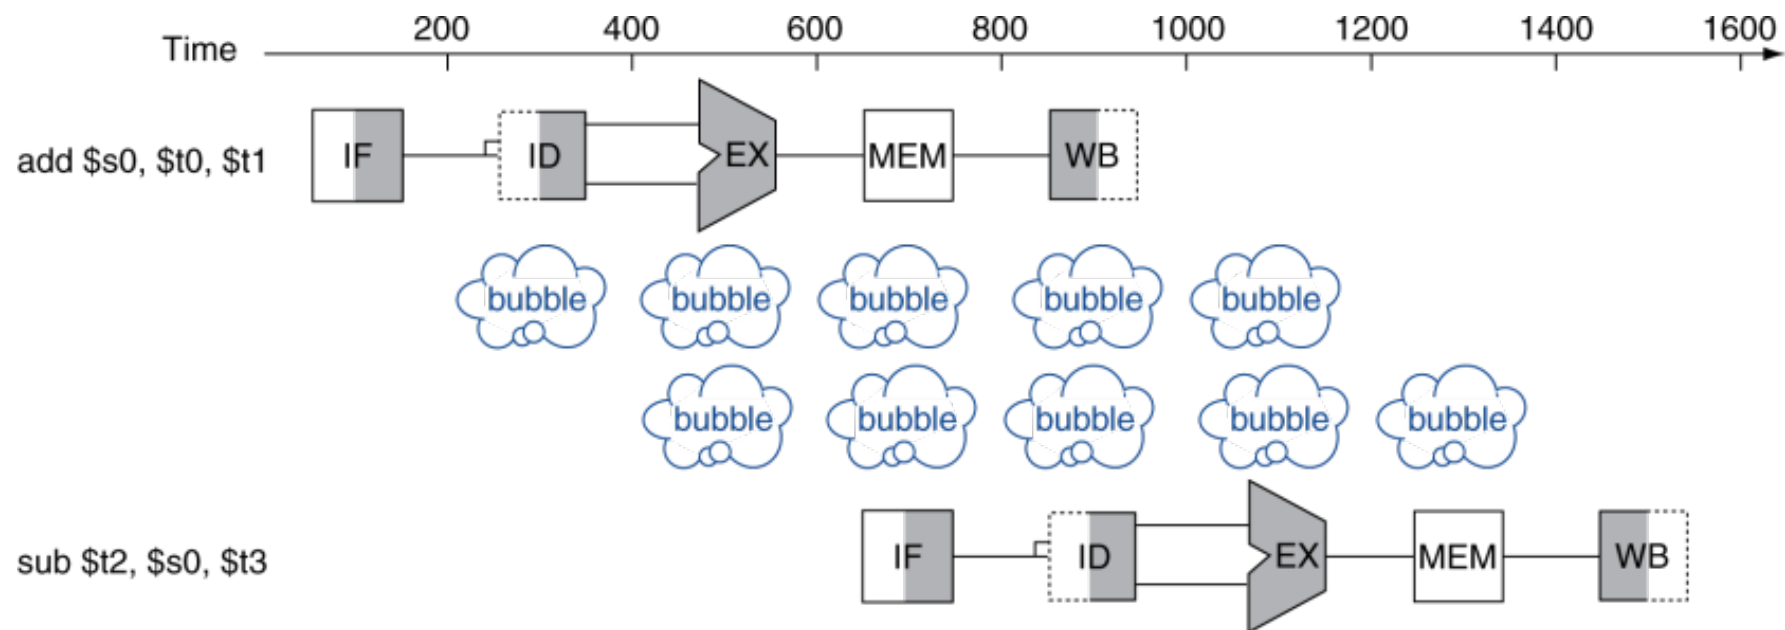 200 400 600 800 1000 1200 1400 1600
Time
add $s0, $t0, $t1 IF ID EX MEM WB
bubble bubble bubble bubble bubble
bubble bubble bubble bubble bubble
sub $t2, $s0, $t3 IF ID EX MEM WB